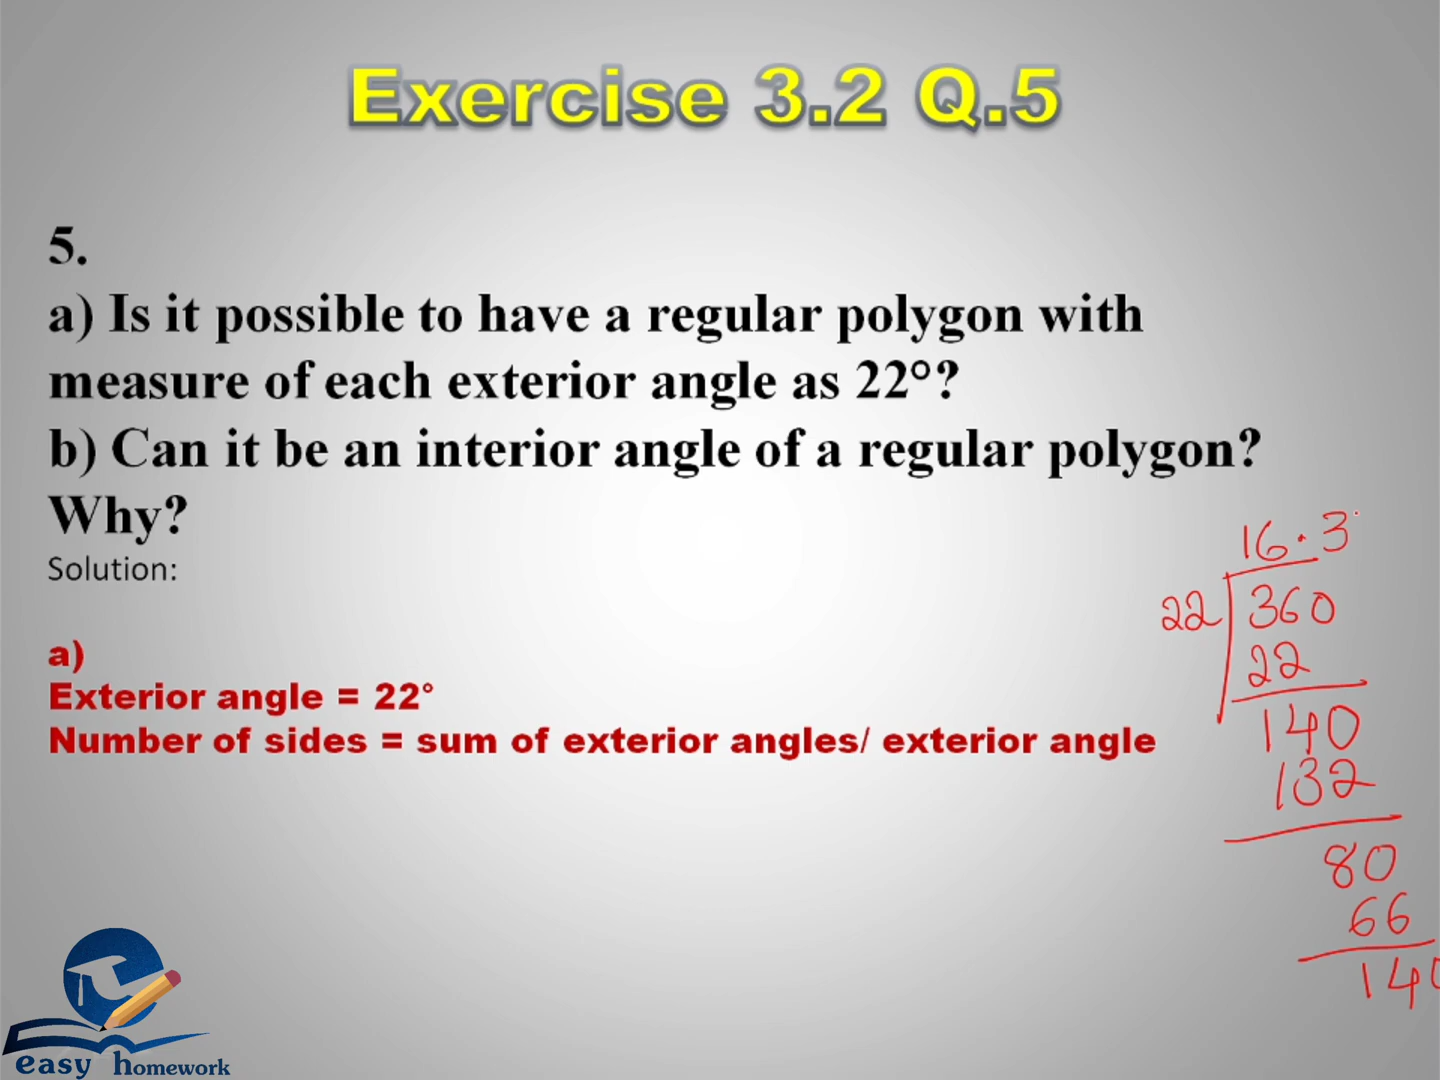 Exercise 3.2 Q.5
5.
a) Is it possible to have a regular polygon with
measure of each exterior angle as 22°?
b) Can it be an interior angle of a regular polygon?
Why?
Solution:
a)
Exterior angle = 22°
Number of sides = sum of exterior angles/ exterior angle
16.3
22 360
22
140
132
80
66
140
easy homework